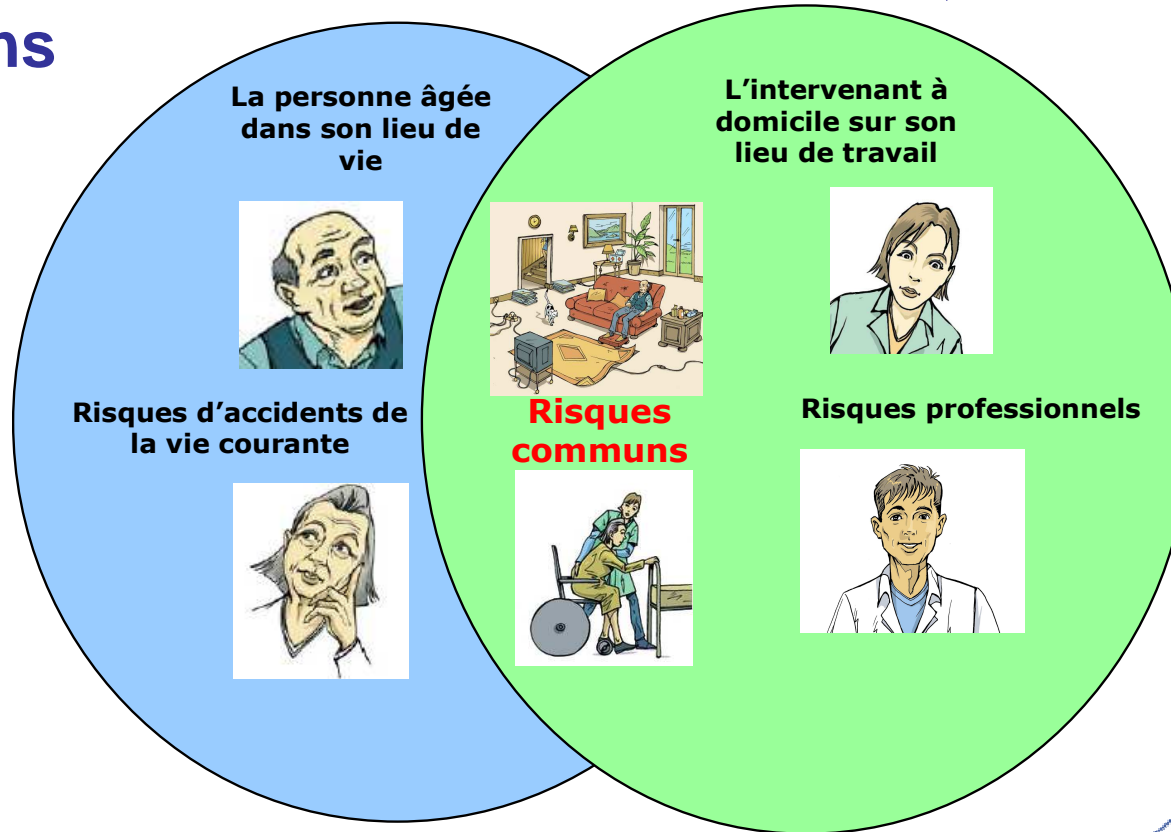 ns
La personne âgée
dans son lieu de
vie
L’intervenant à
domicile sur son
lieu de travail
Risques d’accidents de
la vie courante
Risques
communs
Risques professionnels